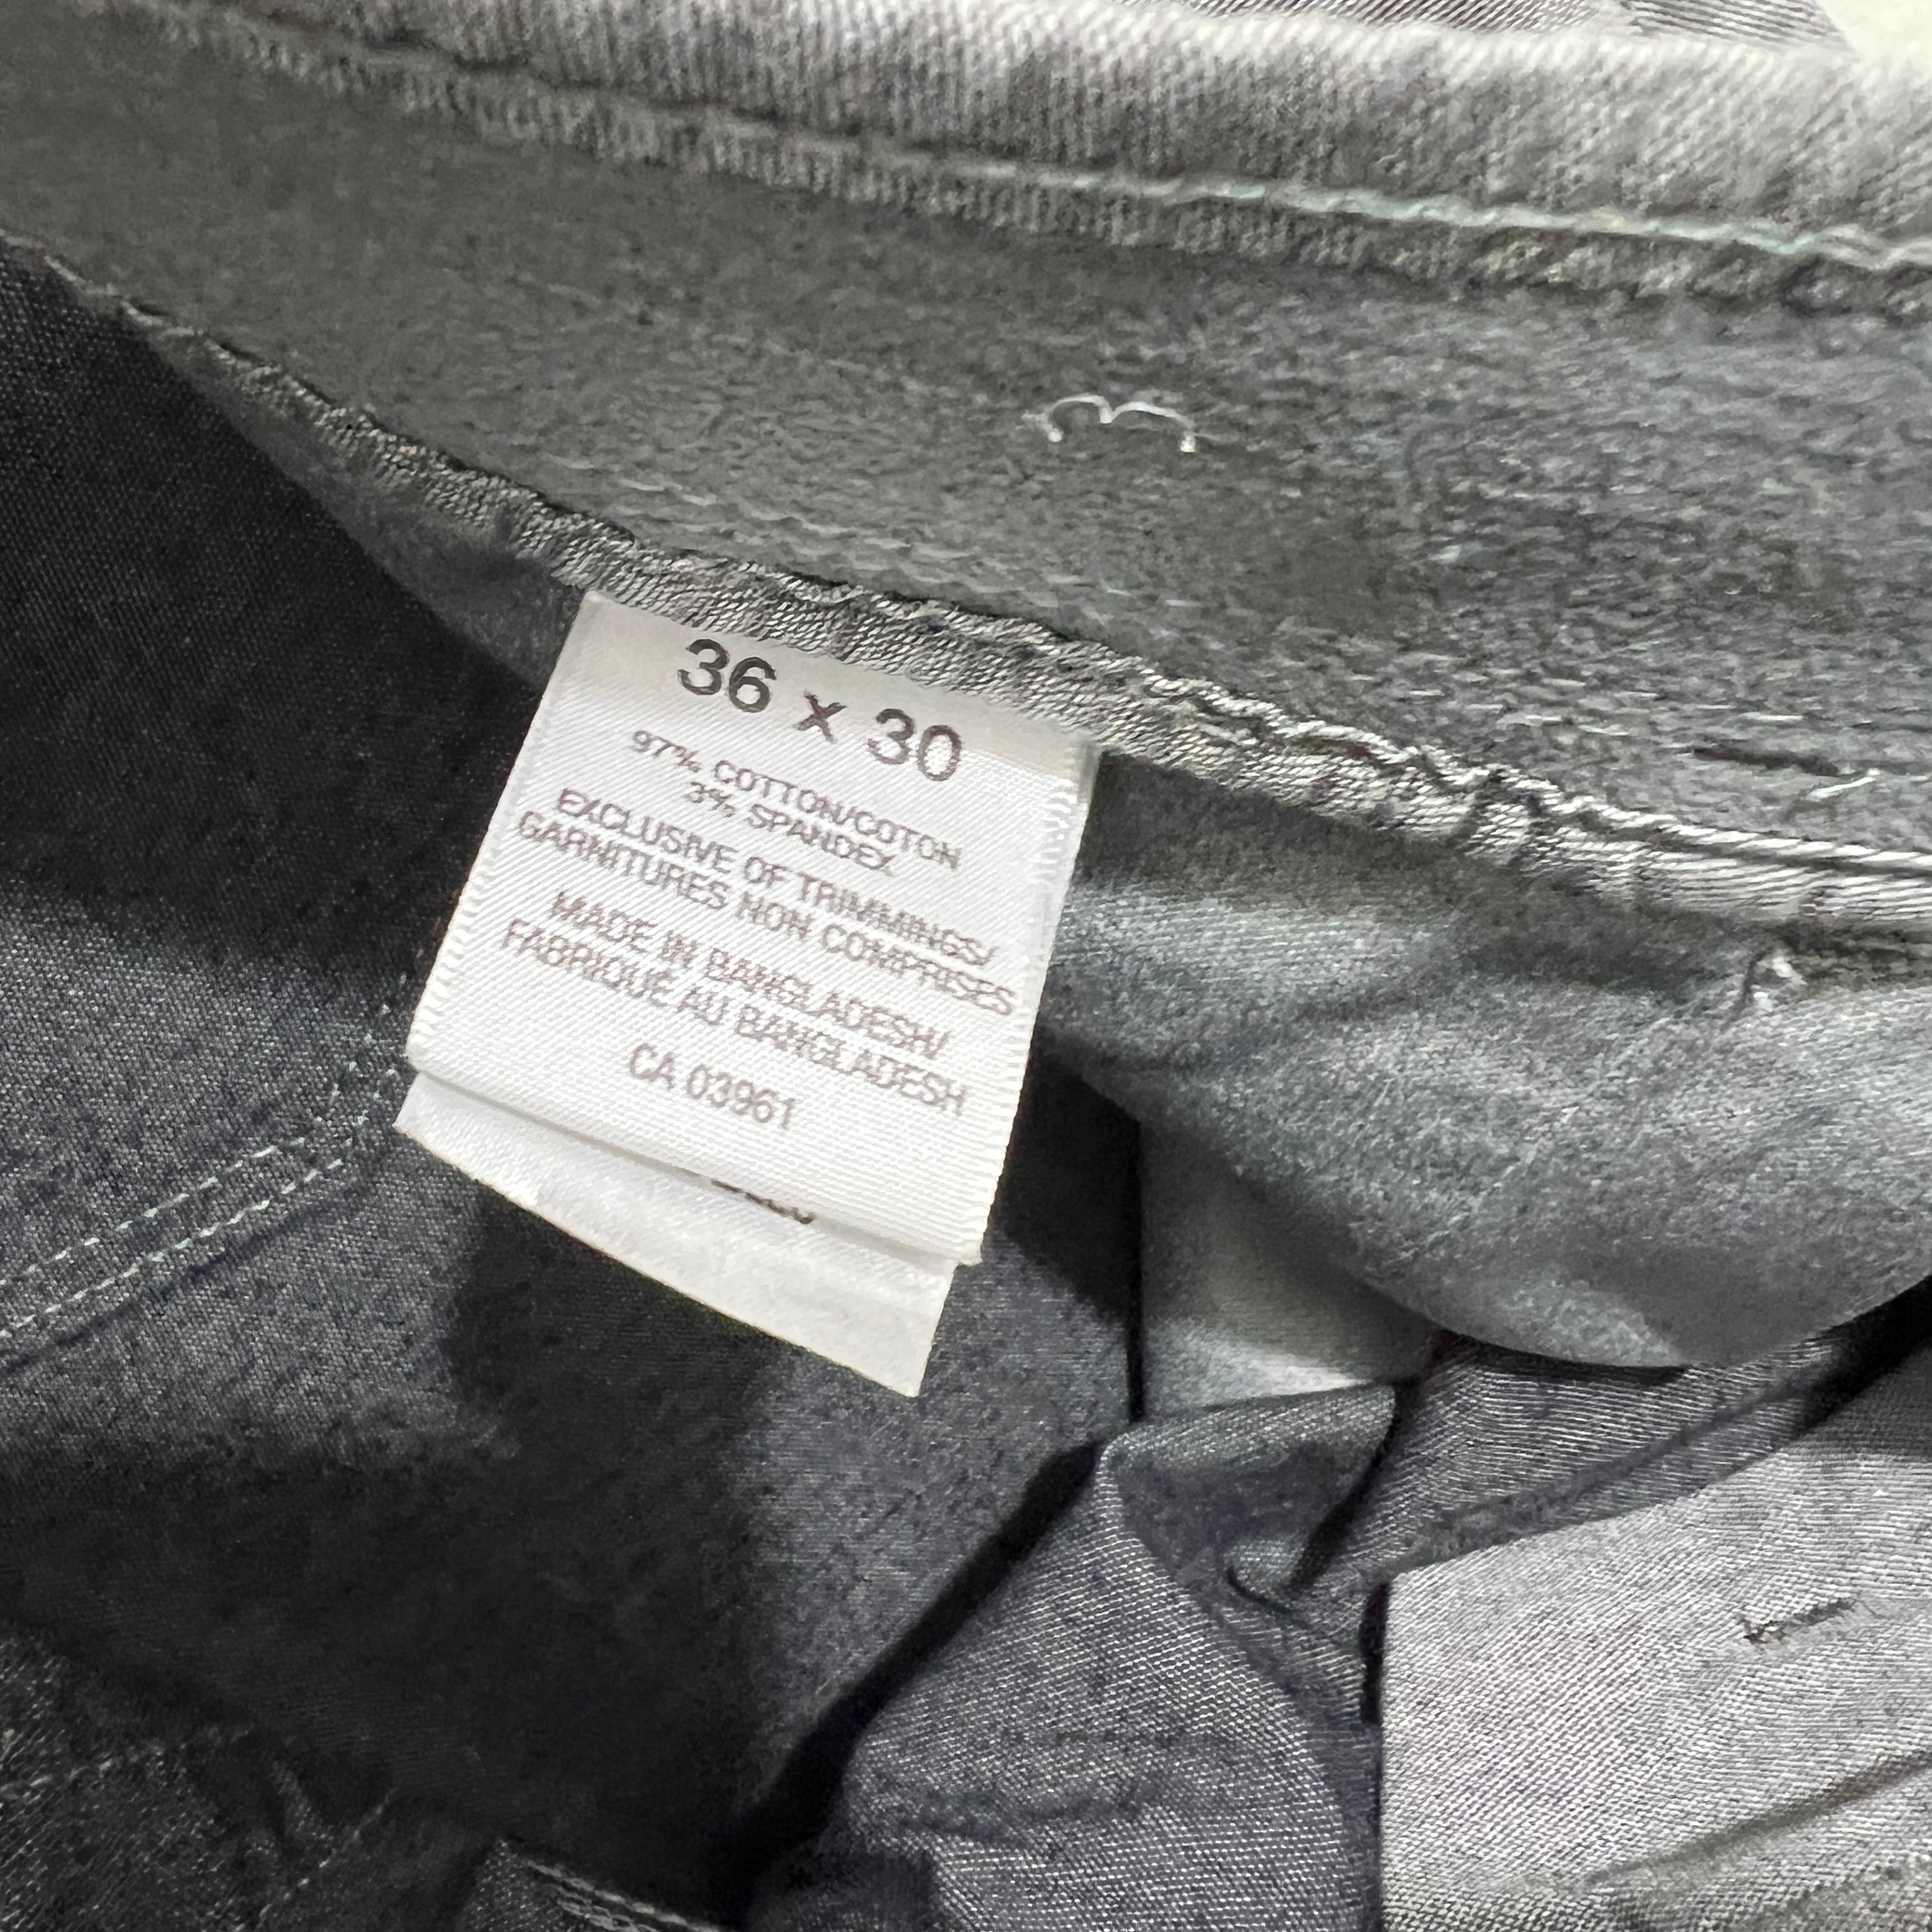 36 x 30
97% COTTON/COTON
3% SPANDEX
EXCLUSIVE OF TRIMMINGS/
GARNITURES NON COMPRISES
MADE IN BANGLADESH/
FABRIQUÉ AU BANGLADESH
CA 03961